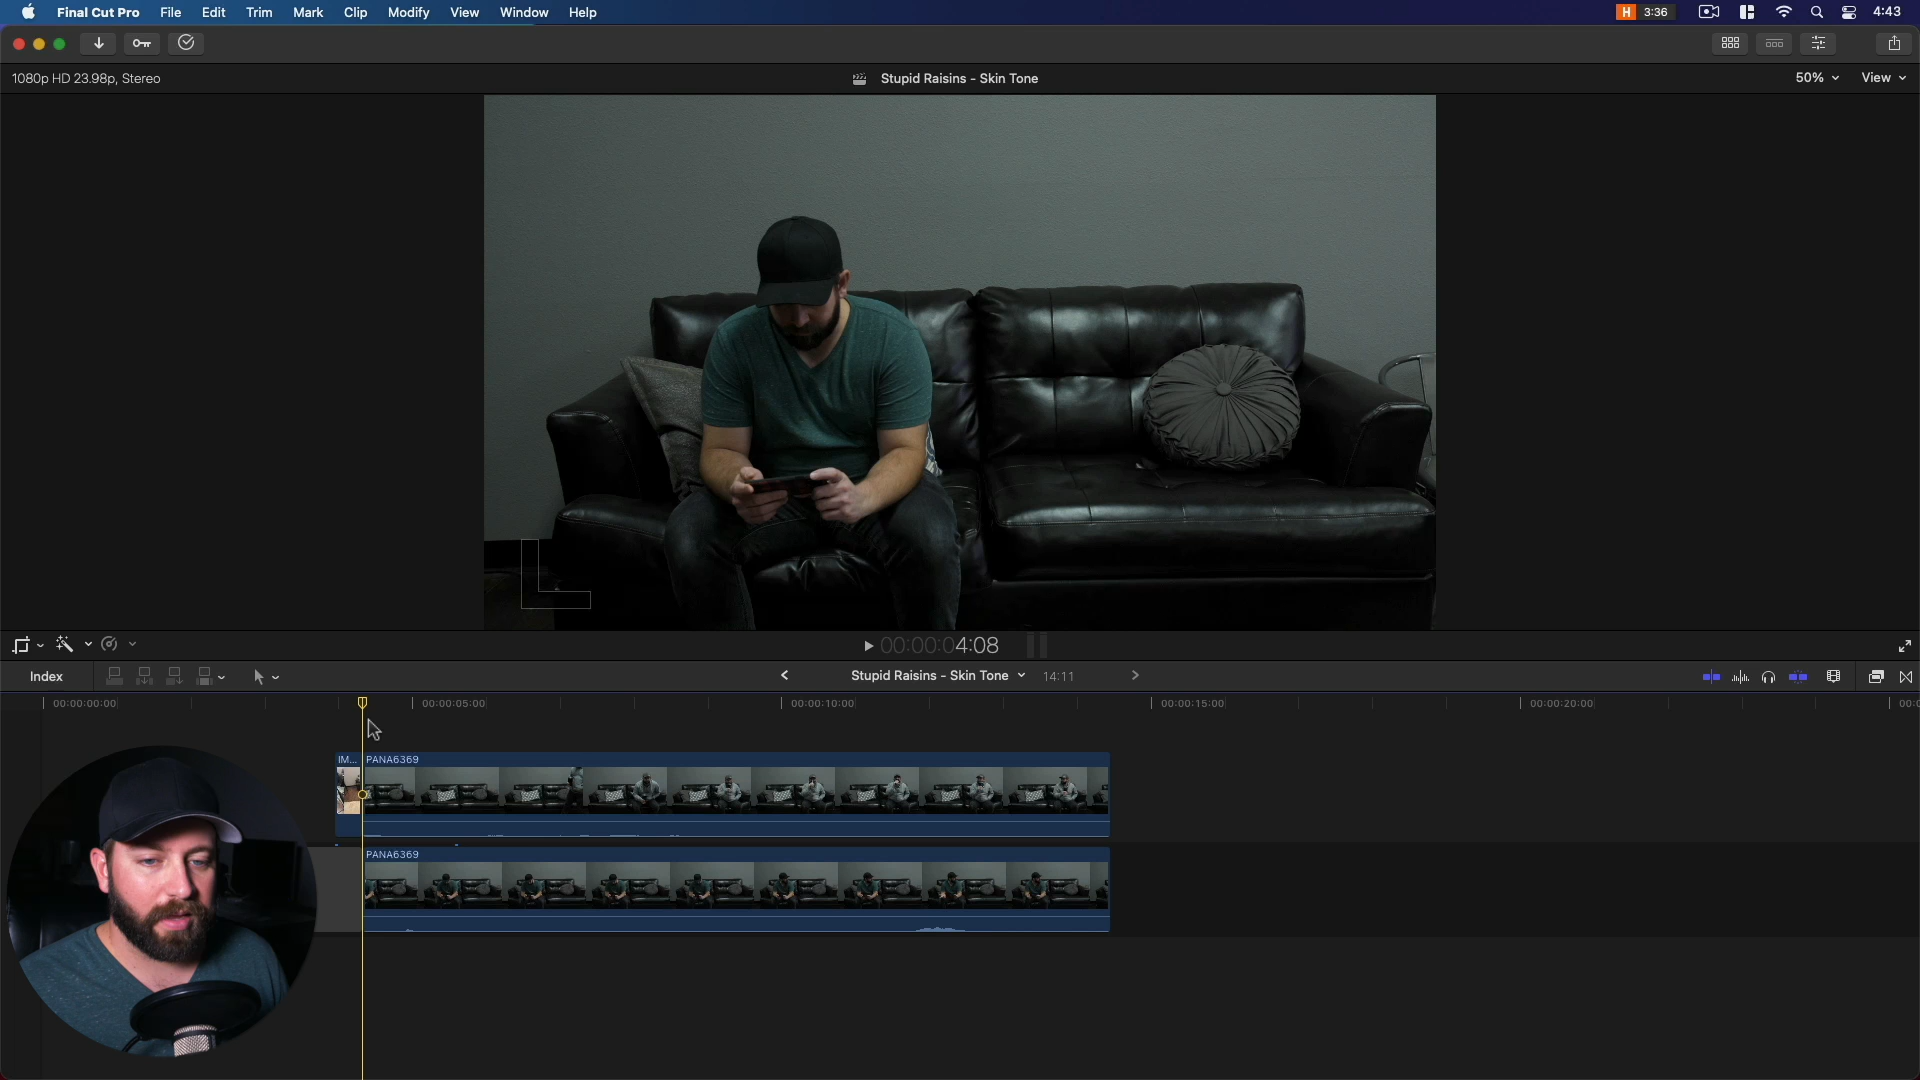 Final Cut Pro File Edit Trim Mark Clip Modify View Window Help H 3:36 4:43
1080p HD 23.98p, Stereo Stupid Raisins - Skin Tone 50% View
00:00:04:08
Index Stupid Raisins - Skin Tone 14:11
00:00:00:00 00:00:05:00 00:00:10:00 00:00:15:00 00:00:20:00 00:0
IM... PANA6369
PANA6369